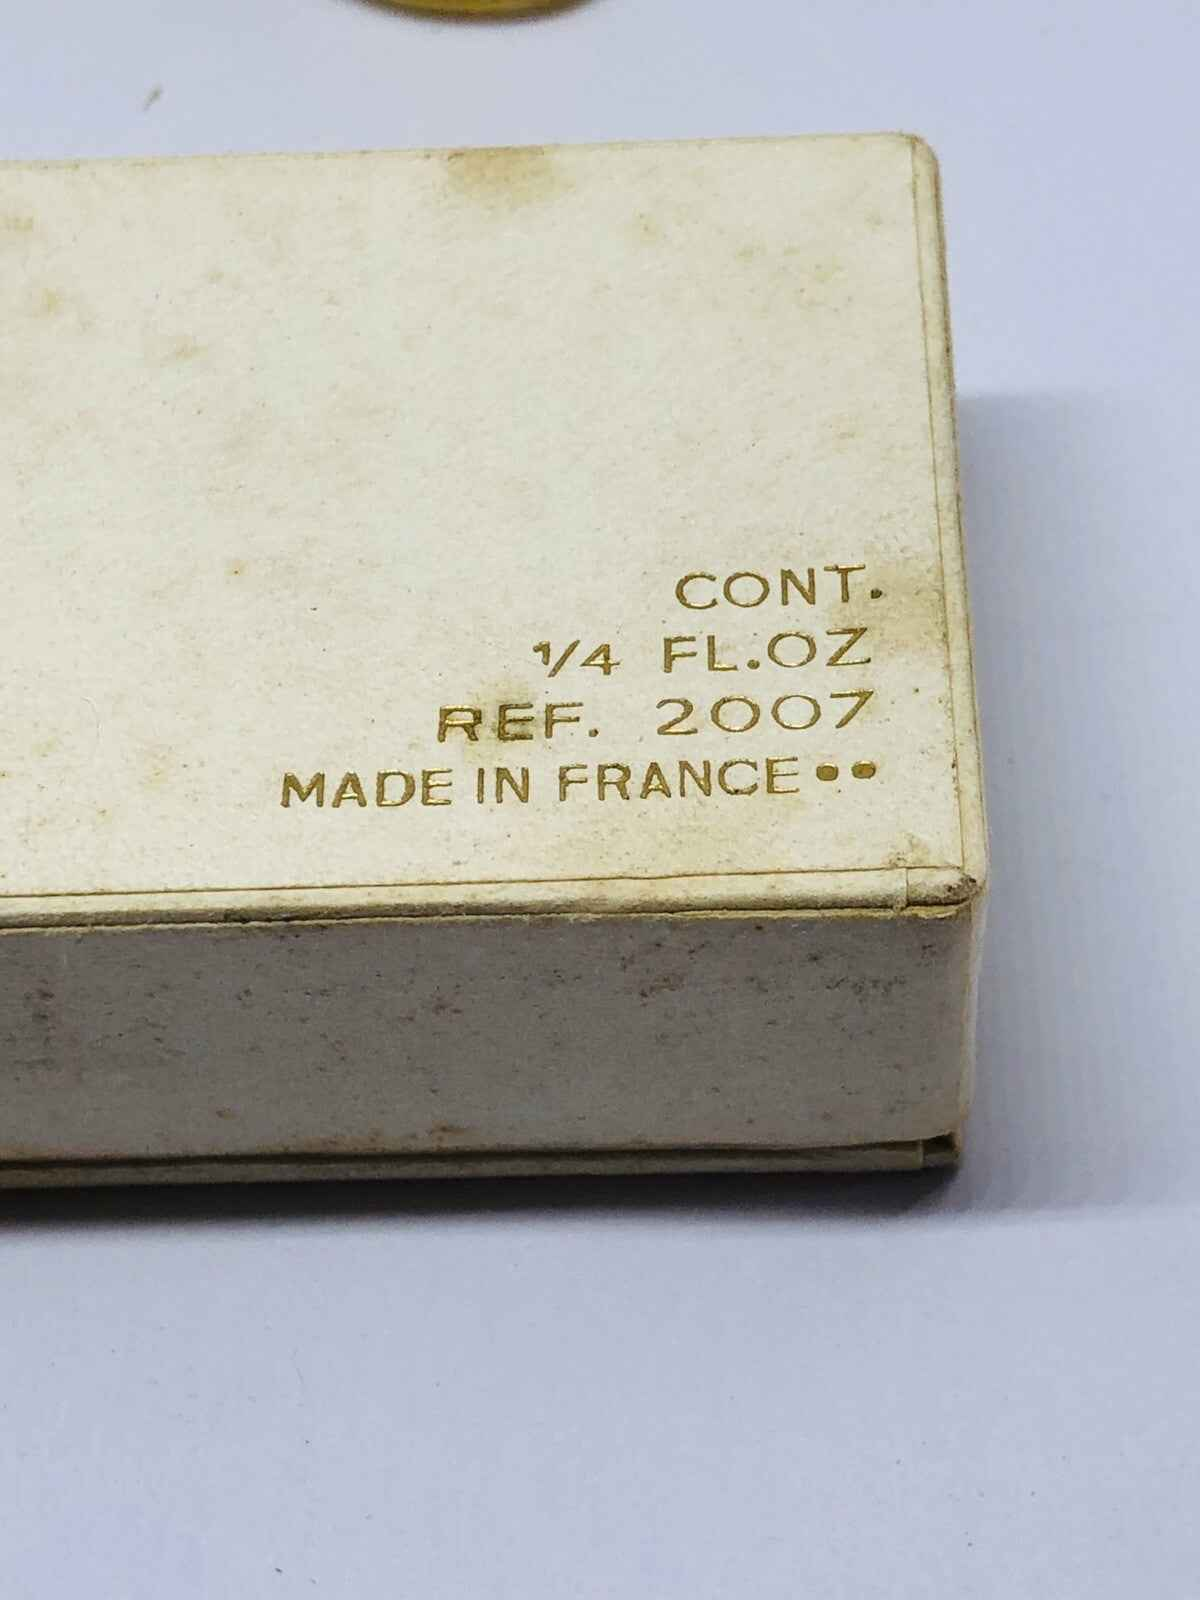 CONT.
1/4 FL.OZ
REF. 2007
MADE IN FRANCE••